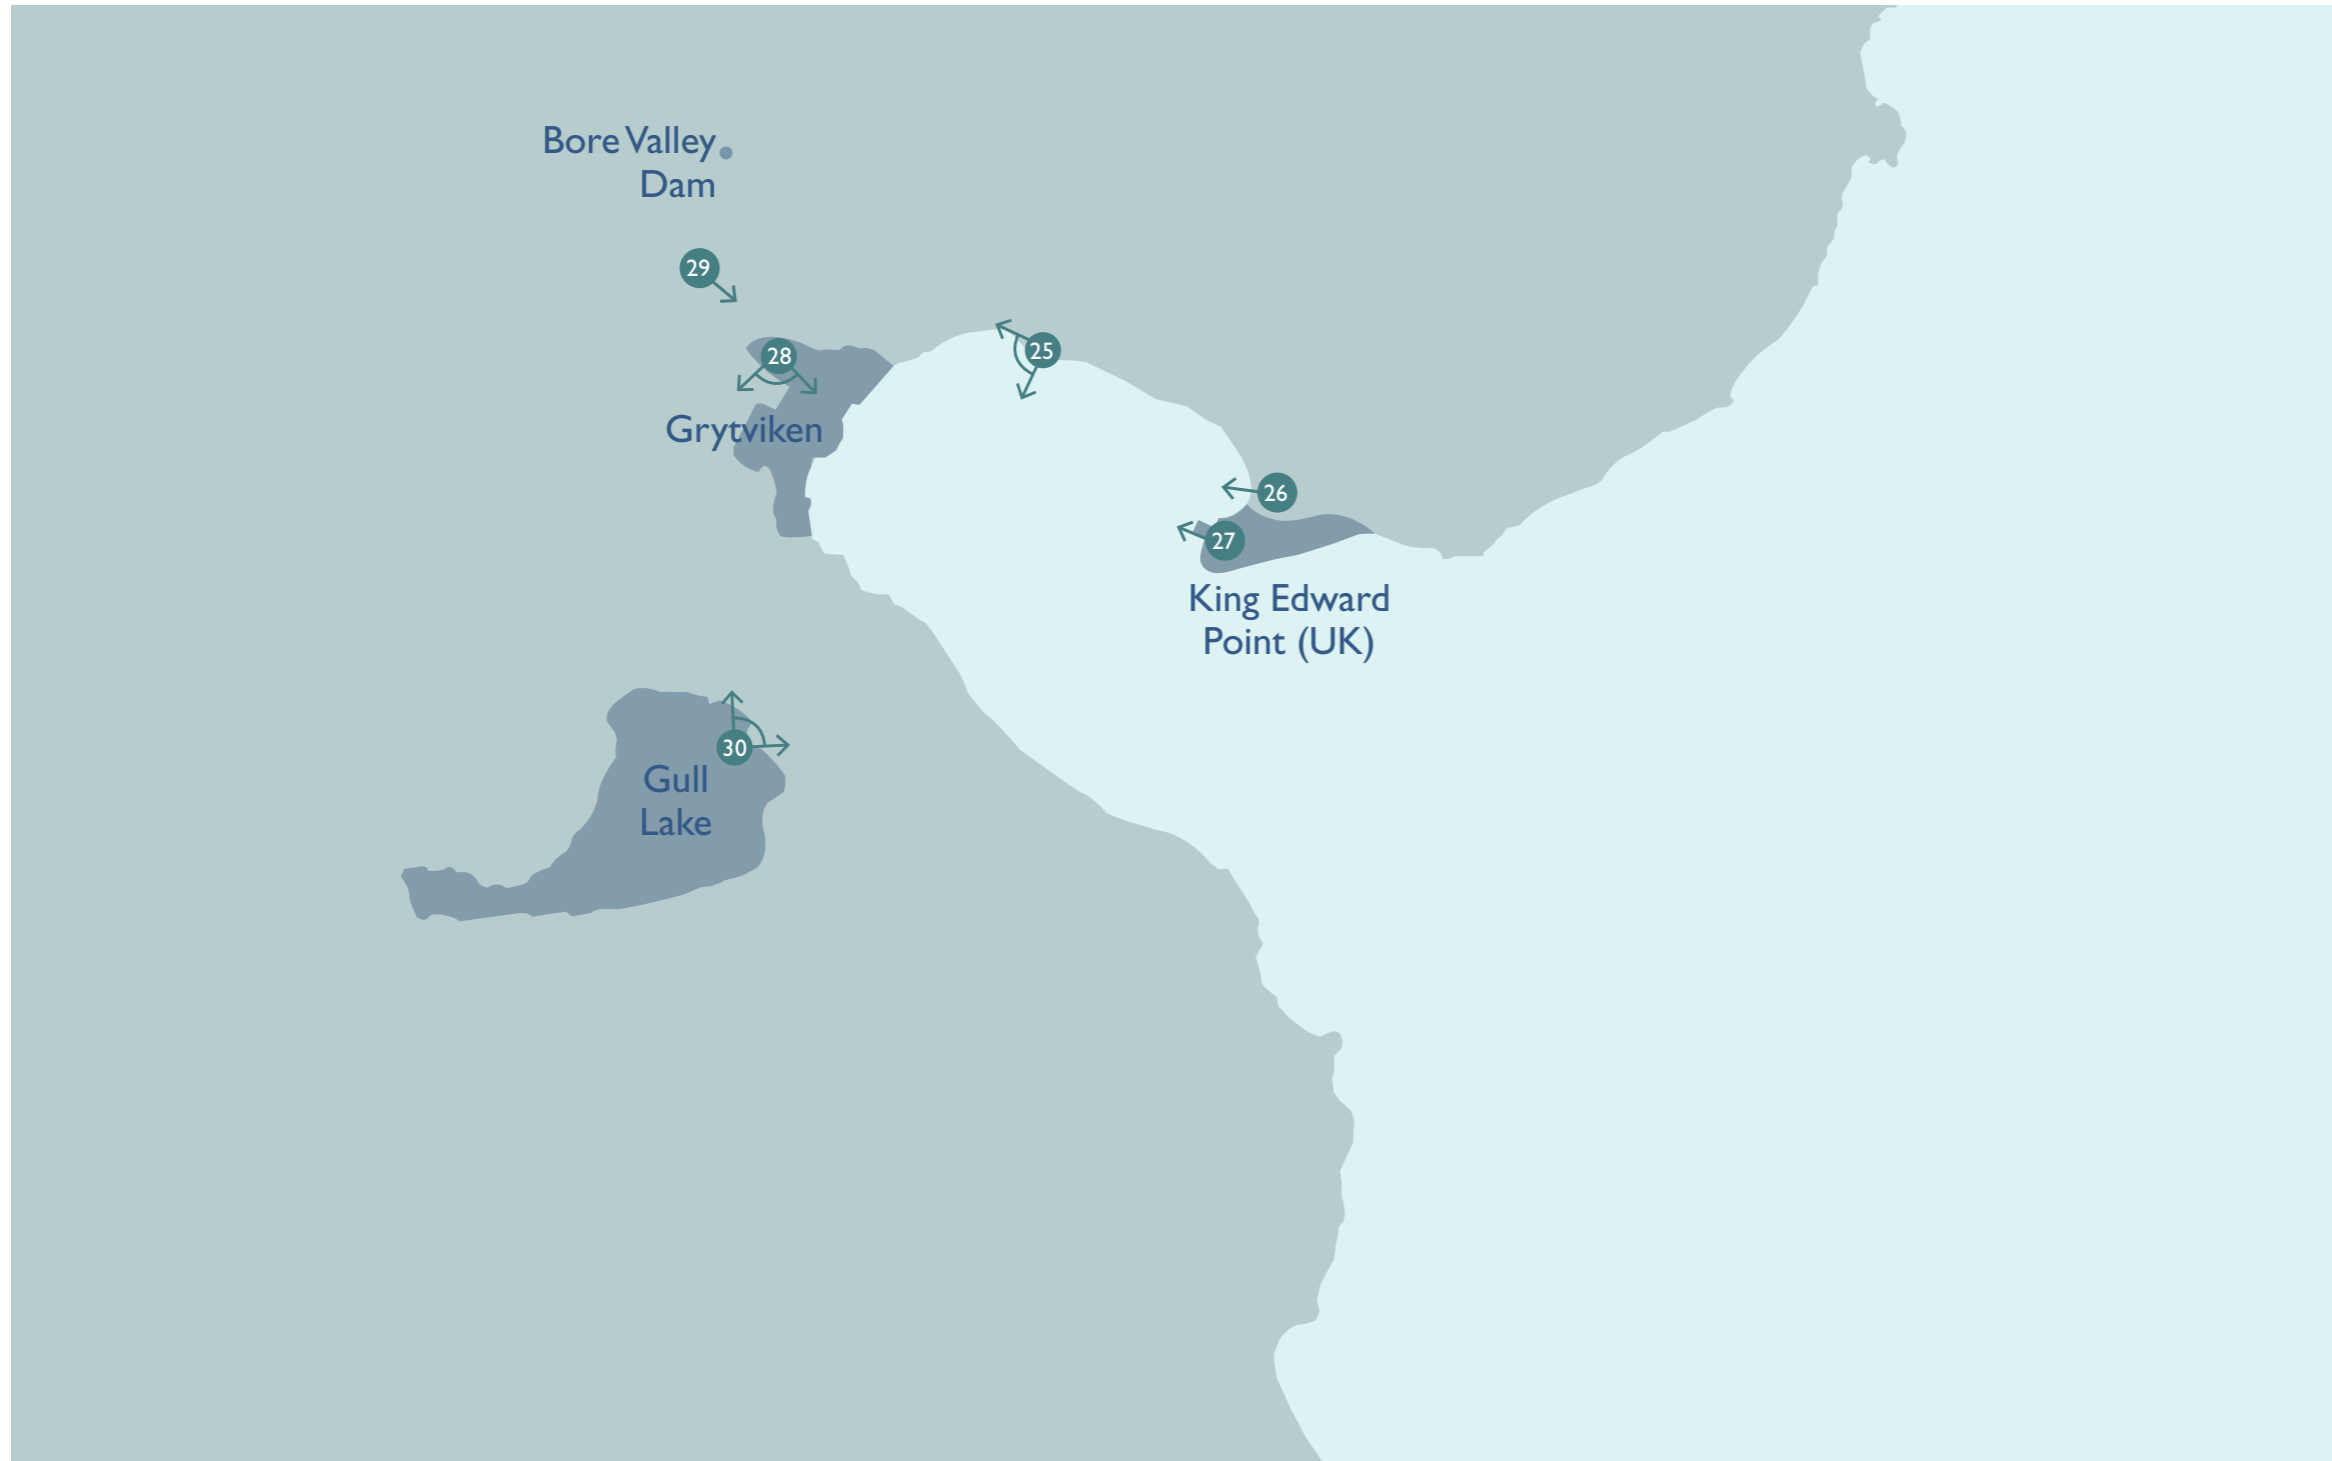 Bore Valley
Dam
29
28
25
Grytviken
26
27
King Edward
Point (UK)
30
Gull
Lake